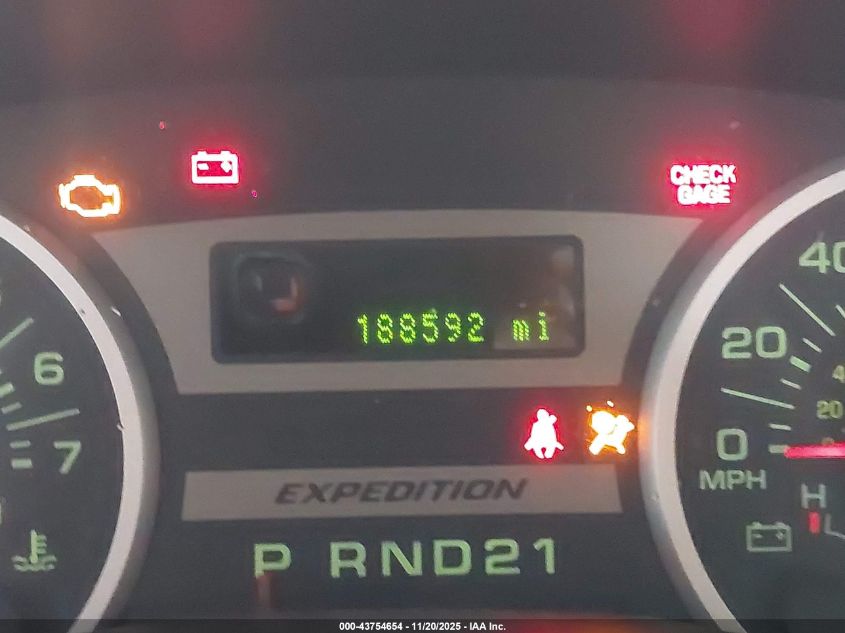 CHECK
GAGE
188592 mi
40
20
0
MPH
6
7
20
H
EXPEDITION
P RND21
000-43754654 - 11/20/2025 - IAA Inc.